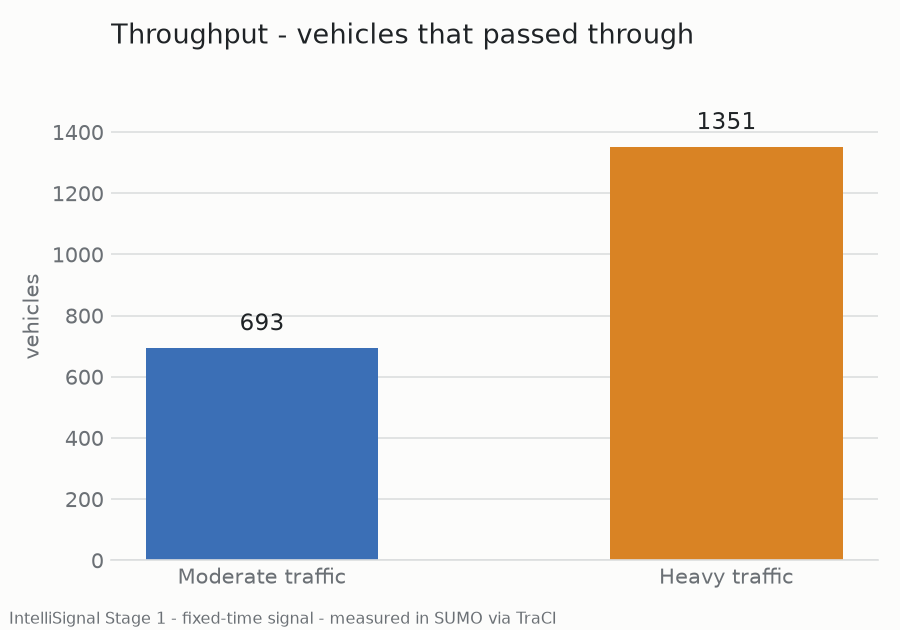 Throughput - vehicles that passed through
1351
1400
1200
1000
800
693
600
400
200
0
vehicles
Moderate traffic
Heavy traffic
IntelliSignal Stage 1 - fixed-time signal - measured in SUMO via TraCI